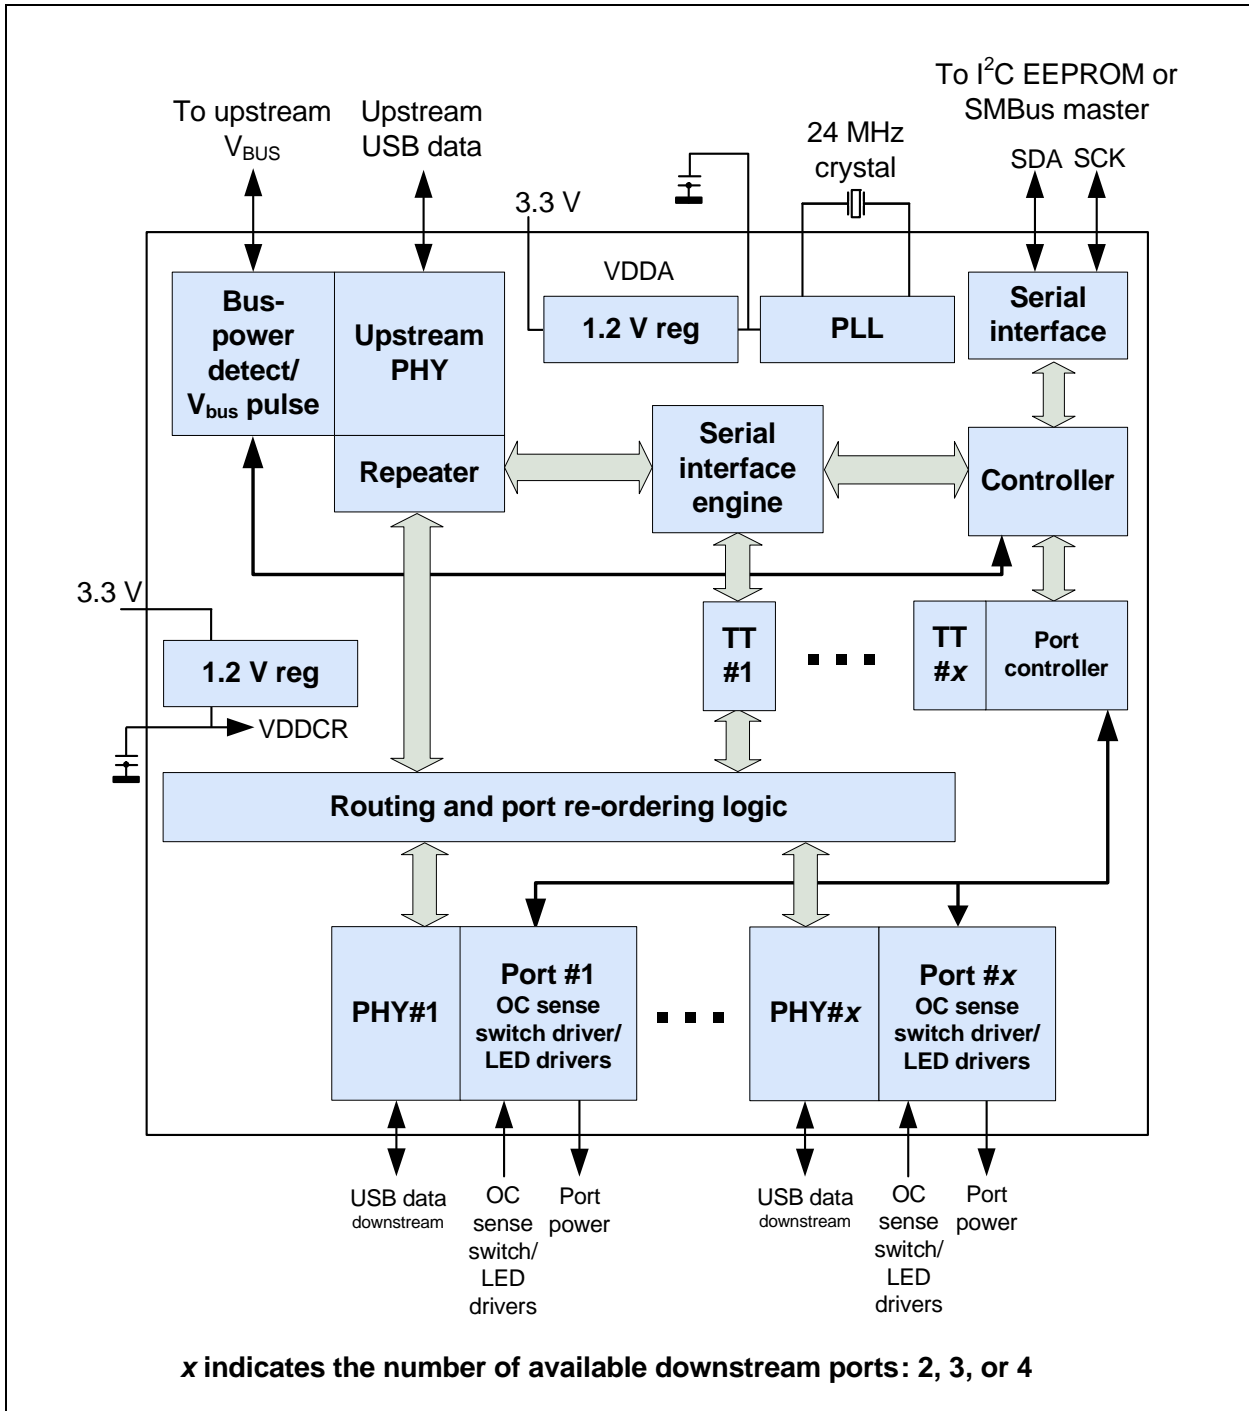 To I²C EEPROM or
SMBus master
To upstream
VBUS
Upstream
USB data
24 MHz
crystal
SDA
SCK
3.3 V
VDDA
Bus-
power
detect/
Vbus pulse
Upstream
PHY
1.2 V reg
PLL
Serial
interface
Repeater
Serial
interface
engine
Controller
3.3 V
1.2 V reg
VDDCR
TT
#1
TT
#x
Port
controller
Routing and port re-ordering logic
PHY#1
Port #1
OC sense
switch driver/
LED drivers
PHY#x
Port #x
OC sense
switch driver/
LED drivers
USB data
downstream
OC
sense
switch/
LED
drivers
Port
power
USB data
downstream
OC
sense
switch/
LED
drivers
Port
power
x indicates the number of available downstream ports: 2, 3, or 4